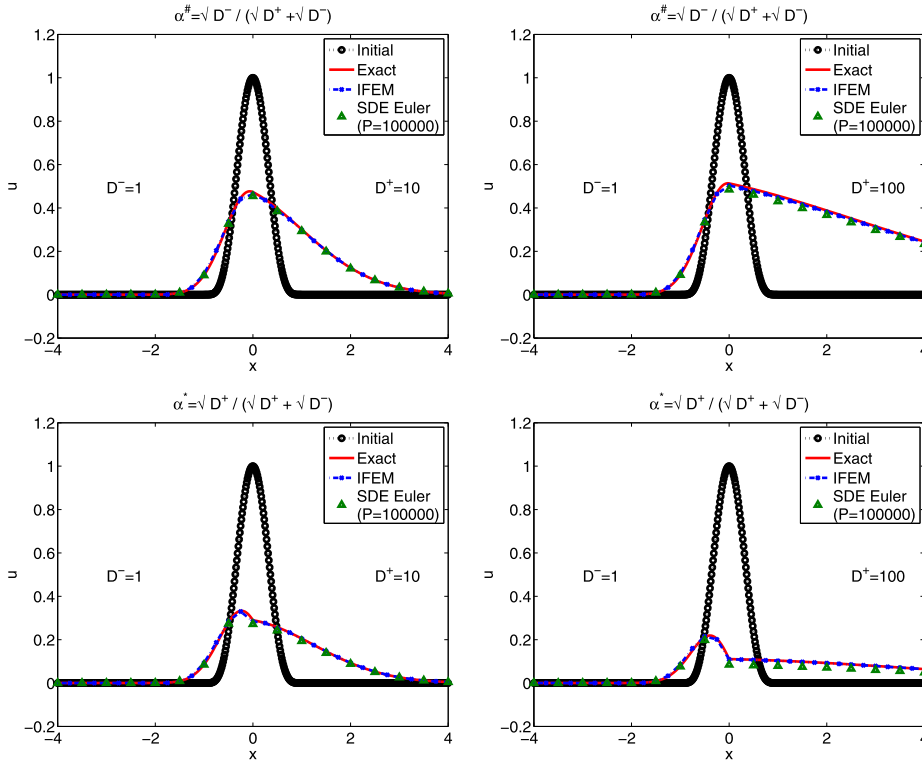 α#=√ D⁻ / (√ D⁺ +√ D⁻)
1.2
1
0.8
0.6
0.4
0.2
0
−0.2
−4
−2
0
2
4
x
u
Initial
Exact
IFEM
SDE Euler
(P=100000)
D⁻=1
D⁺=10
α#=√ D⁻ / (√ D⁺ +√ D⁻)
1.2
1
0.8
0.6
0.4
0.2
0
−0.2
−4
−2
0
2
4
x
u
Initial
Exact
IFEM
SDE Euler
(P=100000)
D⁻=1
D⁺=100
α*=√ D⁺ / (√ D⁺ + √ D⁻)
1.2
1
0.8
0.6
0.4
0.2
0
−0.2
−4
−2
0
2
4
x
u
Initial
Exact
IFEM
SDE Euler
(P=100000)
D⁻=1
D⁺=10
α*=√ D⁺ / (√ D⁺ + √ D⁻)
1.2
1
0.8
0.6
0.4
0.2
0
−0.2
−4
−2
0
2
4
x
u
Initial
Exact
IFEM
SDE Euler
(P=100000)
D⁻=1
D⁺=100